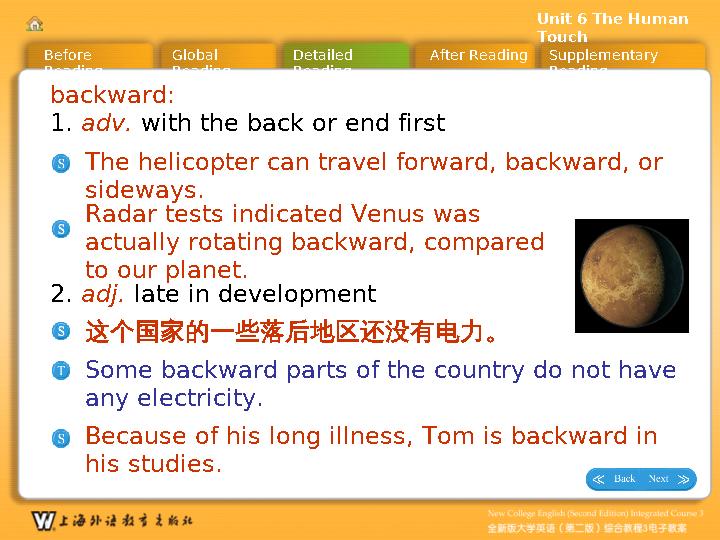 Unit 6 The Human
Touch
Before
Reading
Global
Reading
Detailed
Reading
After Reading
Supplementary
Reading
backward:
1. adv. with the back or end first
S
The helicopter can travel forward, backward, or
sideways.
S
Radar tests indicated Venus was
actually rotating backward, compared
to our planet.
2. adj. late in development
S
这个国家的一些落后地区还没有电力。
T
Some backward parts of the country do not have
any electricity.
S
Because of his long illness, Tom is backward in
his studies.
Back Next
W 上海外语教育出版社
New College English (Second Edition) Integrated Course 3
全新版大学英语（第二版）综合教程3电子教案